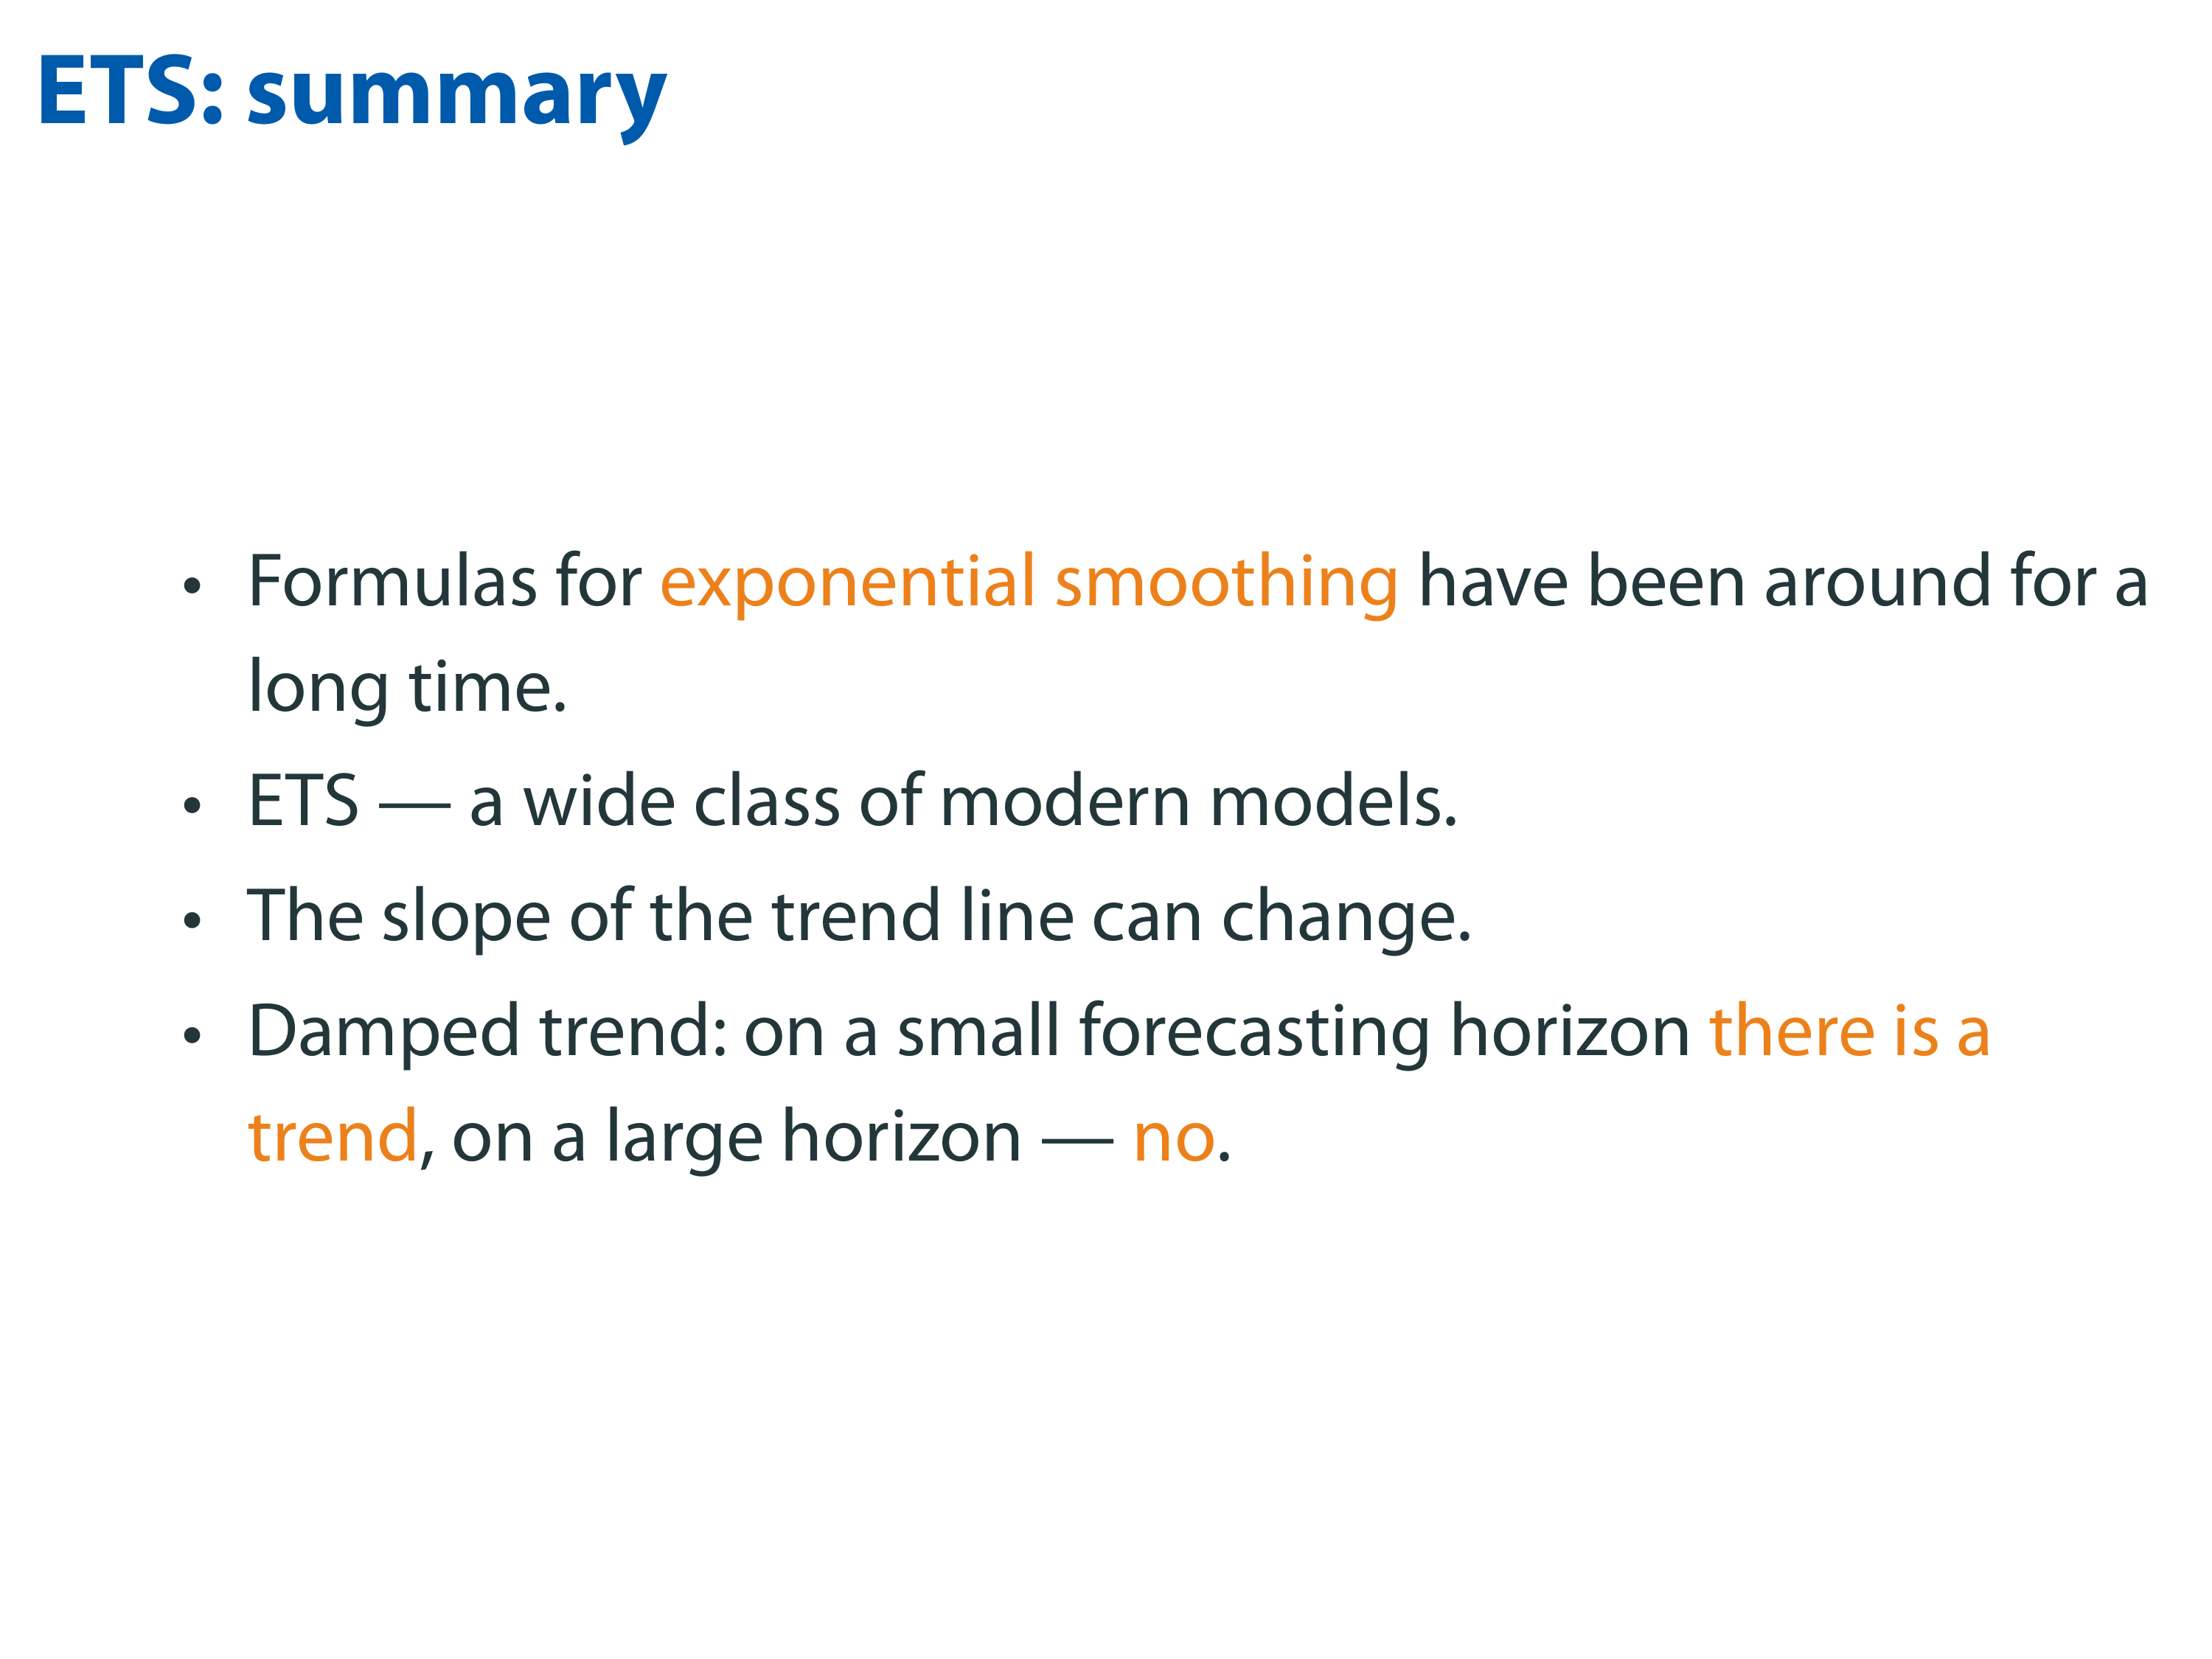 ETS: summary
• Formulas for exponential smoothing have been around for a
long time.
• ETS — a wide class of modern models.
• The slope of the trend line can change.
• Damped trend: on a small forecasting horizon there is a
trend, on a large horizon — no.